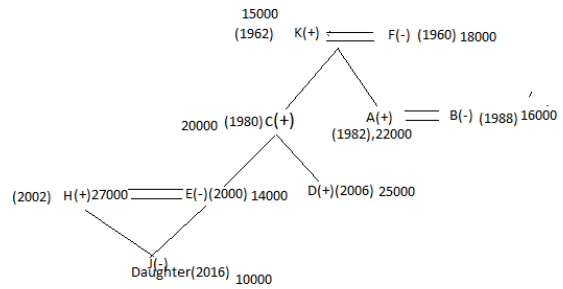 15000
(1962) K(+) F(-) (1960) 18000
20000 (1980) C(+) A(+) B(-) (1988) 16000
(1982),22000
(2002) H(+) 27000 E(-)(2000) 14000 D(+)(2006) 25000
J(-)
Daughter(2016) 10000